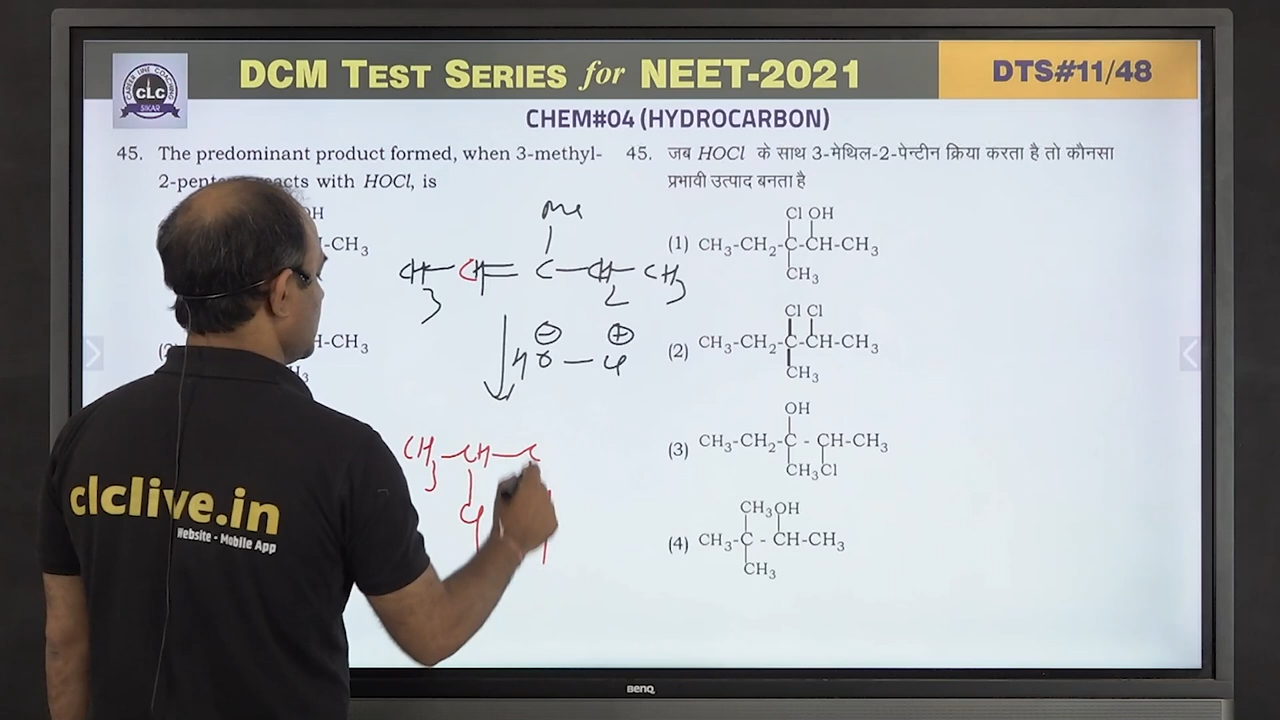 DCM TEST SERIES for NEET-2021
DTS#11/48
CLC
SIKAR
CHEM#04 (HYDROCARBON)
45. The predominant product formed, when 3-methyl-
reacts with HOCl, is
-CH3
-CH3
45. जब HOCl के साथ 3-मेथिल-2-पेन्टीन क्रिया करता है तो कौनसा
प्रभावी उत्पाद बनता है
Cl OH
(1) CH3-CH2-C-CH-CH3
CH3
Cl Cl
(2) CH3-CH2-C-CH-CH3
CH3
OH
(3) CH3-CH2-C - CH-CH3
CH3Cl
CH3OH
(4) CH3-C - CH-CH3
CH3
Me
CH3-CH=C-CH2-CH3
⊖ ⊕
HO-Cl
CH3-CH-C
Cl
clclive.in
Website - Mobile App
BenQ